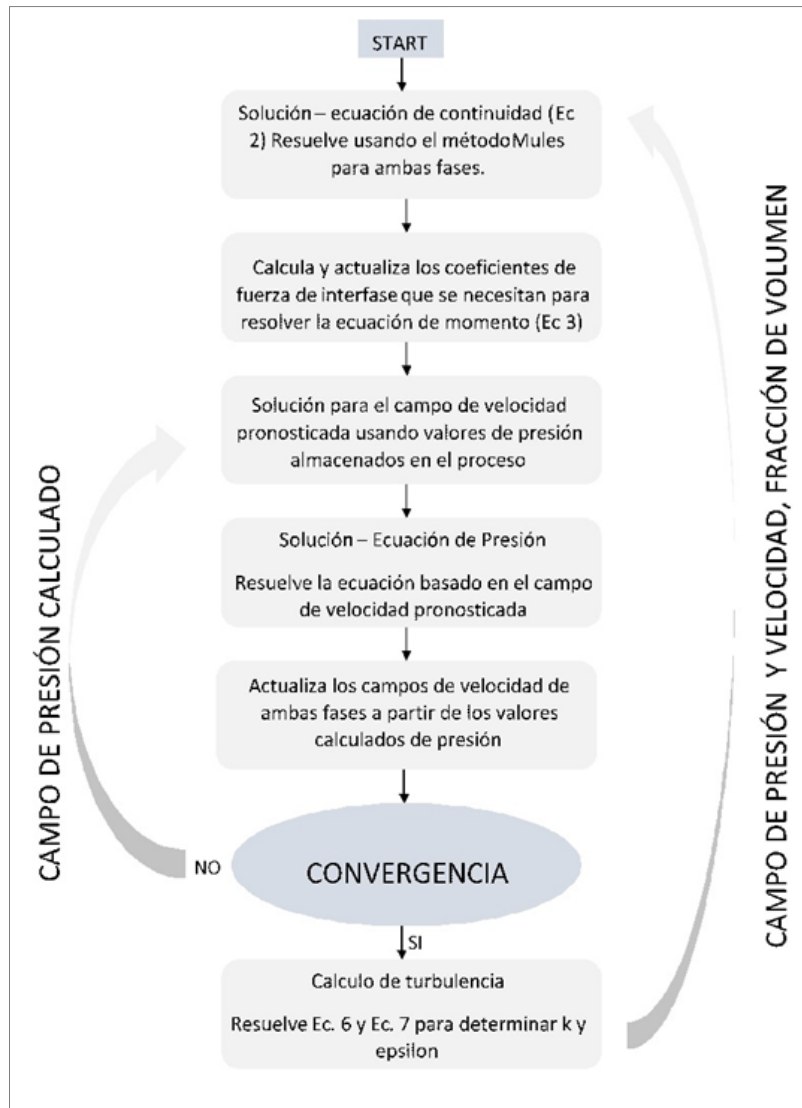 START
Solución – ecuación de continuidad (Ec
2) Resuelve usando el métodoMules
para ambas fases.
Calcula y actualiza los coeficientes de
fuerza de interfase que se necesitan para
resolver la ecuación de momento (Ec 3)
Solución para el campo de velocidad
pronosticada usando valores de presión
almacenados en el proceso
Solución – Ecuación de Presión
Resuelve la ecuación basado en el campo
de velocidad pronosticada
Actualiza los campos de velocidad de
ambas fases a partir de los valores
calculados de presión
CONVERGENCIA
NO
SI
Calculo de turbulencia
Resuelve Ec. 6 y Ec. 7 para determinar k y
epsilon
CAMPO DE PRESIÓN CALCULADO
CAMPO DE PRESIÓN Y VELOCIDAD, FRACCIÓN DE VOLUMEN